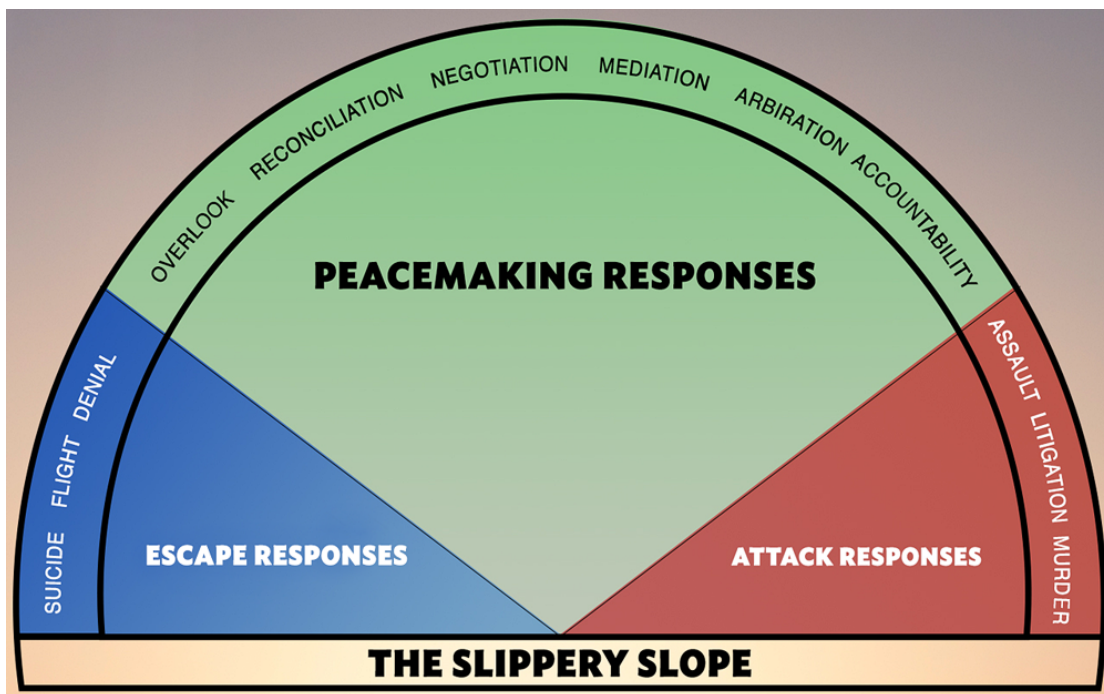 OVERLOOK RECONCILIATION NEGOTIATION MEDIATION ARBIRATION ACCOUNTABILITY
PEACEMAKING RESPONSES
SUICIDE FLIGHT DENIAL
ESCAPE RESPONSES
ASSAULT LITIGATION MURDER
ATTACK RESPONSES
THE SLIPPERY SLOPE